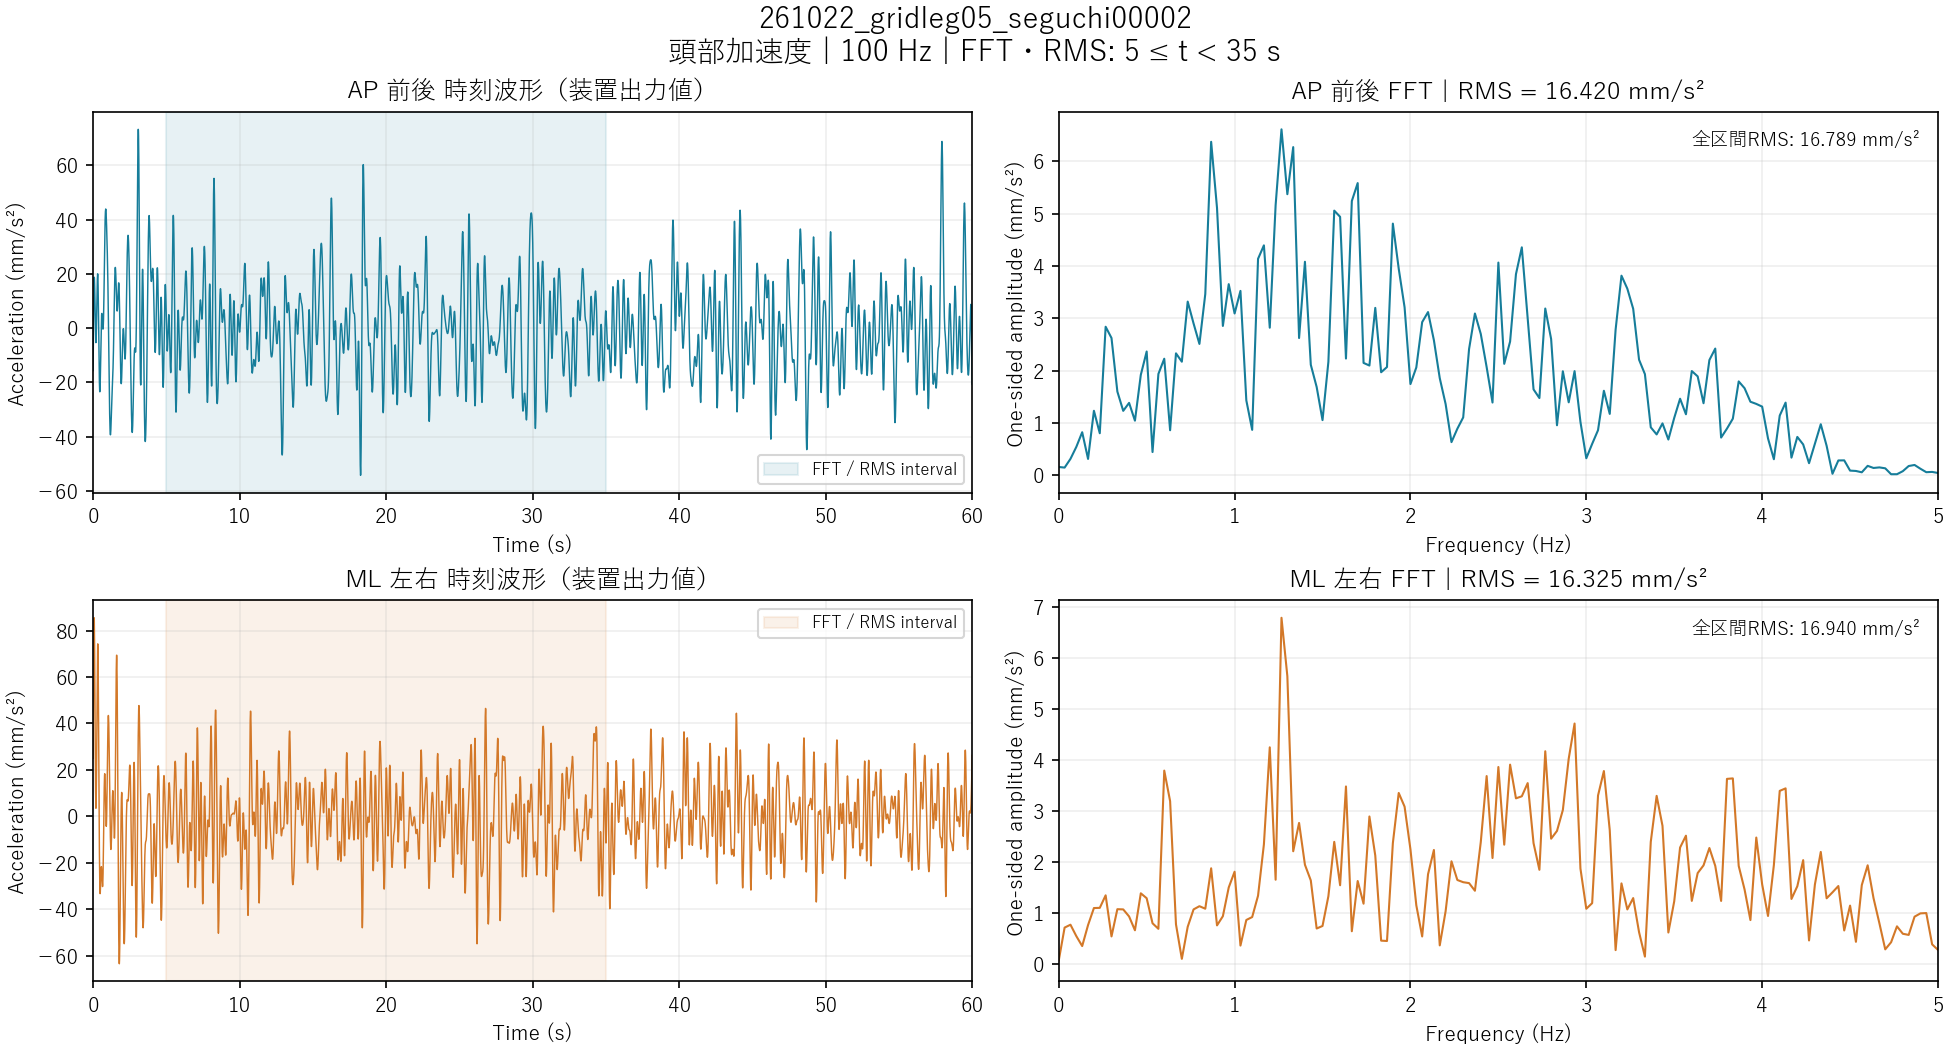 261022_gridleg05_seguchi00002
頭部加速度 | 100 Hz | FFT・RMS: 5 ≤ t < 35 s
AP 前後 時刻波形（装置出力値）
Acceleration (mm/s²)
60
40
20
0
−20
−40
−60
FFT / RMS interval
0 10 20 30 40 50 60
Time (s)
AP 前後 FFT | RMS = 16.420 mm/s²
全区間RMS: 16.789 mm/s²
One-sided amplitude (mm/s²)
6
5
4
3
2
1
0
0 1 2 3 4 5
Frequency (Hz)
ML 左右 時刻波形（装置出力値）
FFT / RMS interval
Acceleration (mm/s²)
80
60
40
20
0
−20
−40
−60
0 10 20 30 40 50 60
Time (s)
ML 左右 FFT | RMS = 16.325 mm/s²
全区間RMS: 16.940 mm/s²
One-sided amplitude (mm/s²)
7
6
5
4
3
2
1
0
0 1 2 3 4 5
Frequency (Hz)